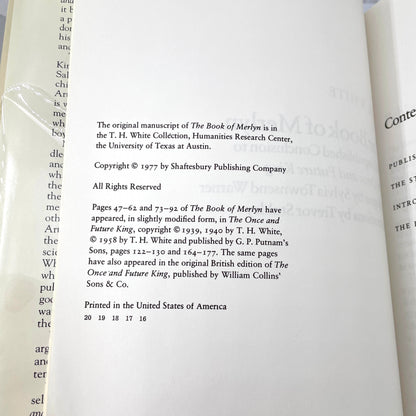 The original manuscript of The Book of Merlyn is in
the T. H. White Collection, Humanities Research Center,
the University of Texas at Austin.
Copyright © 1977 by Shaftesbury Publishing Company
All Rights Reserved
Pages 47–62 and 73–92 of The Book of Merlyn have
appeared, in slightly modified form, in The Once and
Future King, copyright © 1939, 1940 by T. H. White,
© 1958 by T. H. White and published by G. P. Putnam's
Sons, pages 122–130 and 164–177. The same pages
have also appeared in the original British edition of The
Once and Future King, published by William Collins'
Sons & Co.
Printed in the United States of America
20 19 18 17 16